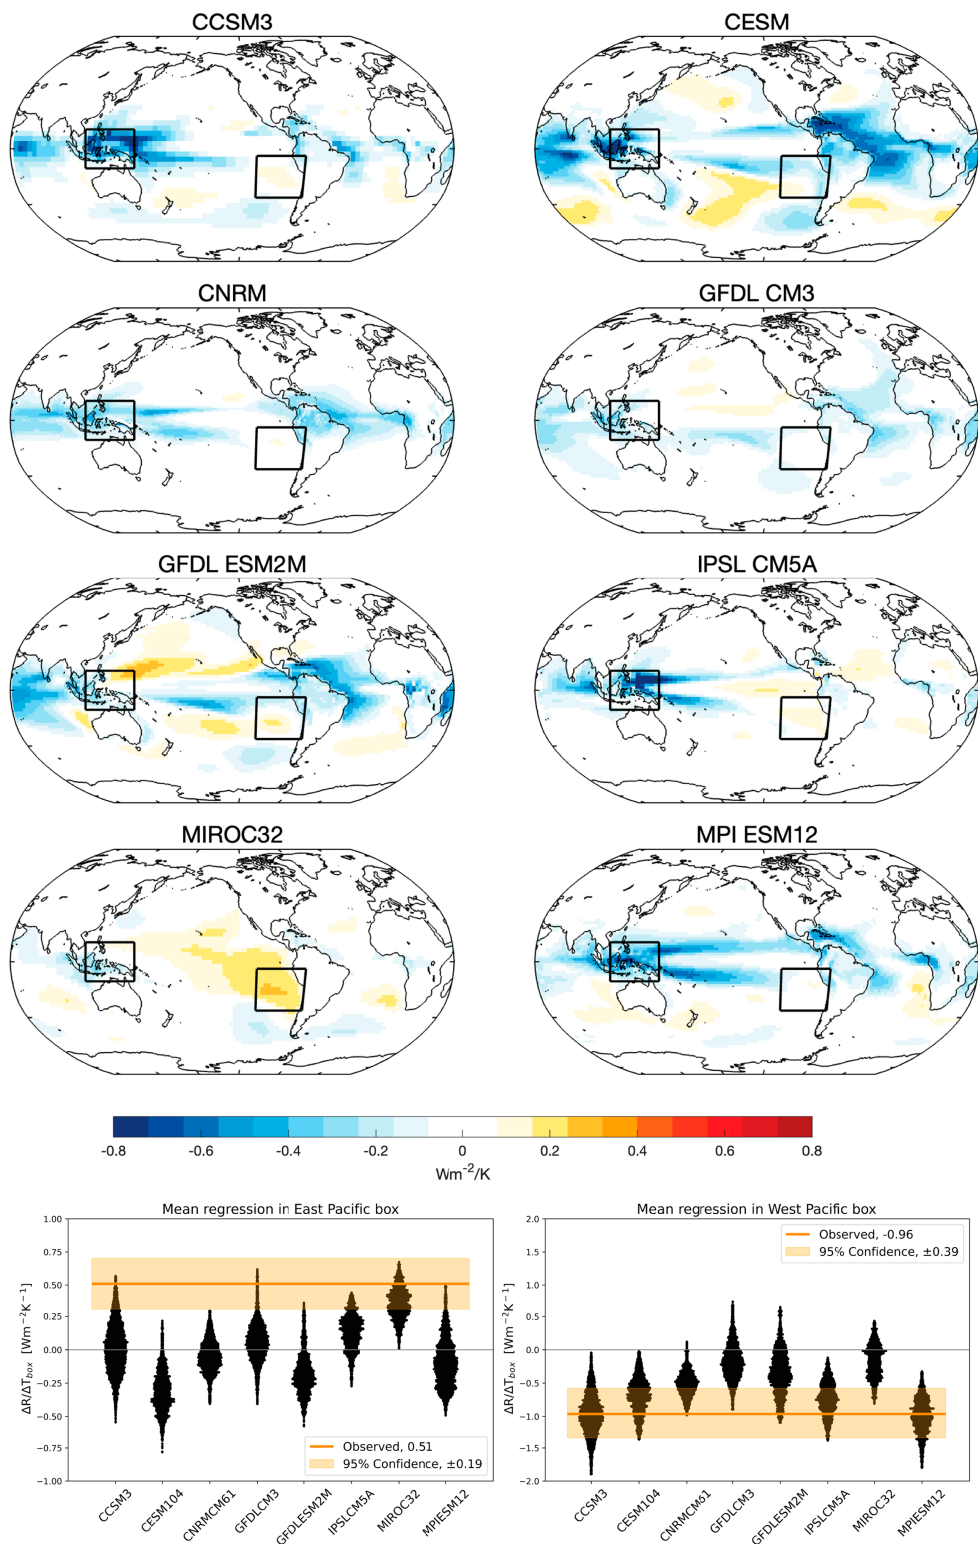 CCSM3
CESM
CNRM
GFDL CM3
GFDL ESM2M
IPSL CM5A
MIROC32
MPI ESM12
-0.8 -0.6 -0.4 -0.2 0 0.2 0.4 0.6 0.8
Wm⁻²/K
Mean regression in East Pacific box
1.00
0.75
0.50
0.25
0.00
−0.25
−0.50
−0.75
−1.00
ΔR/ΔT_box [Wm⁻²K⁻¹]
Observed, 0.51
95% Confidence, ±0.19
CCSM3
CESM104
CNRMCM61
GFDLCM3
GFDLESM2M
IPSLCM5A
MIROC32
MPIESM12
Mean regression in West Pacific box
2.0
1.5
1.0
0.5
0.0
−0.5
−1.0
−1.5
−2.0
ΔR/ΔT_box [Wm⁻²K⁻¹]
Observed, -0.96
95% Confidence, ±0.39
CCSM3
CESM104
CNRMCM61
GFDLCM3
GFDLESM2M
IPSLCM5A
MIROC32
MPIESM12